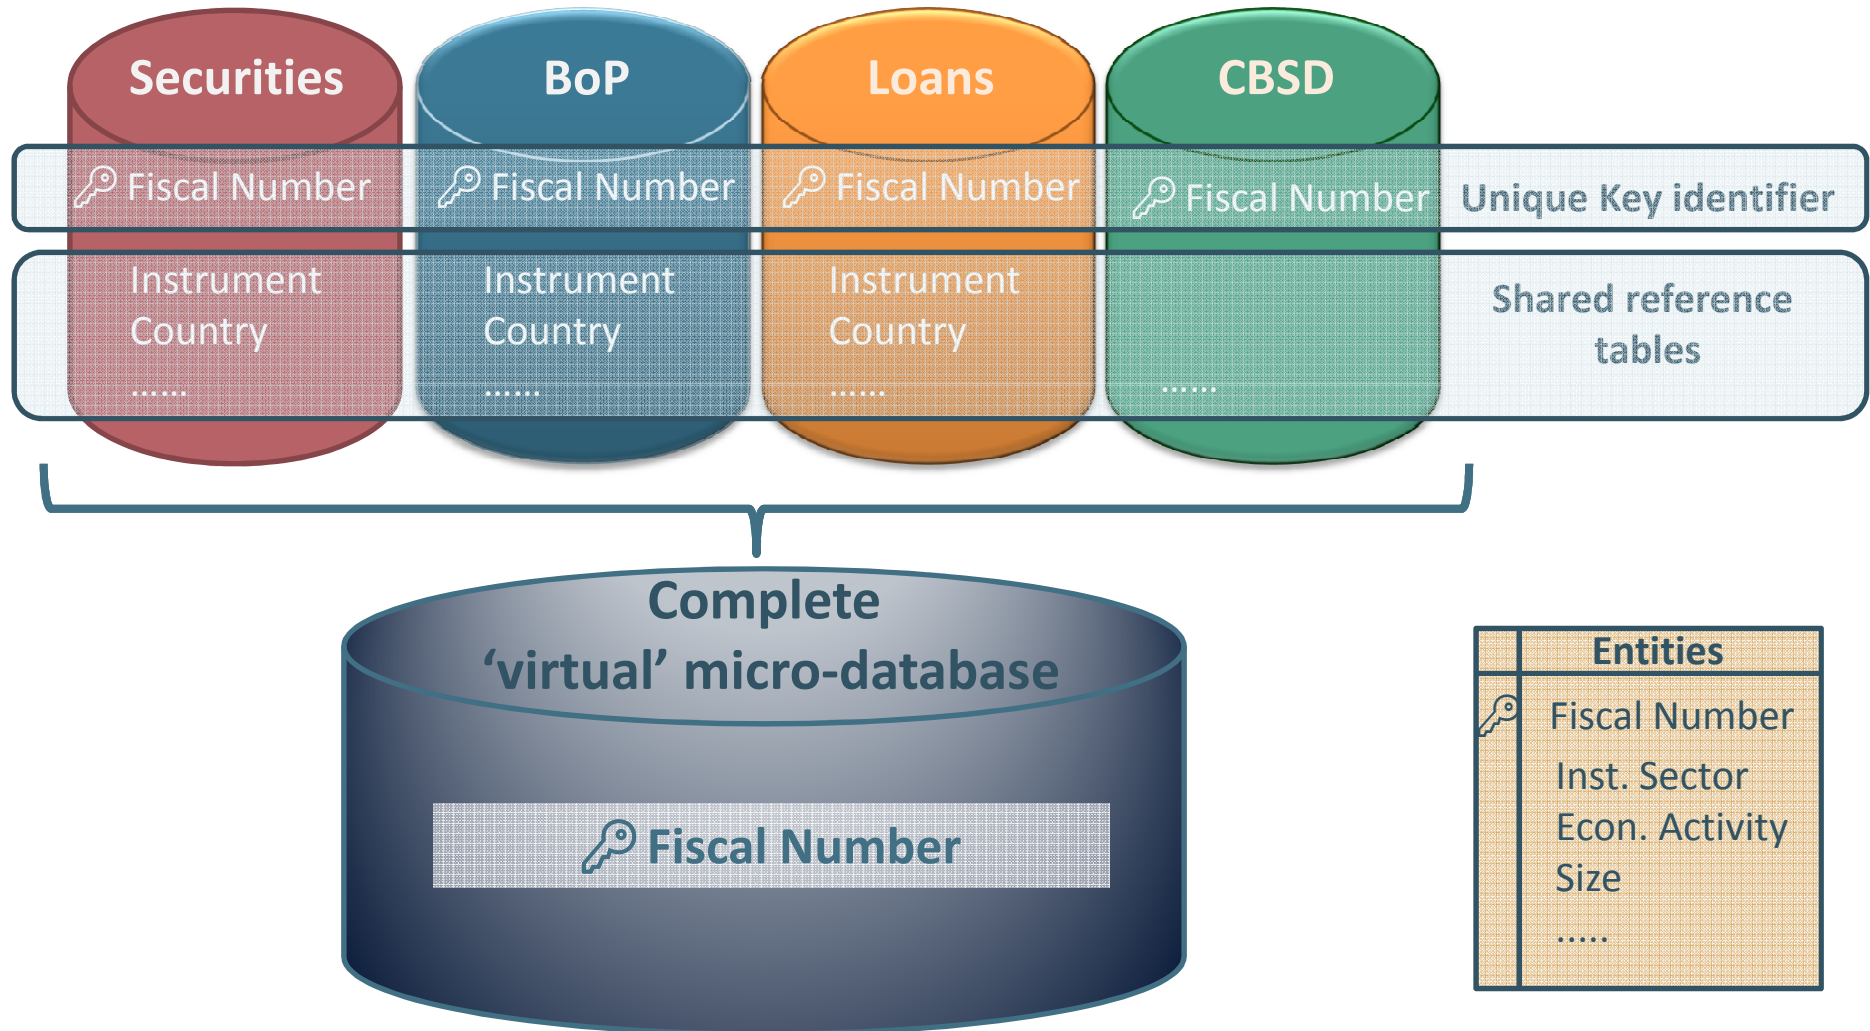 Securities
BoP
Loans
CBSD
Fiscal Number
Fiscal Number
Fiscal Number
Fiscal Number
Unique Key identifier
Instrument
Country
......
Instrument
Country
......
Instrument
Country
......
......
Shared reference
tables
Complete
‘virtual’ micro-database
Fiscal Number
Entities
Fiscal Number
Inst. Sector
Econ. Activity
Size
.....